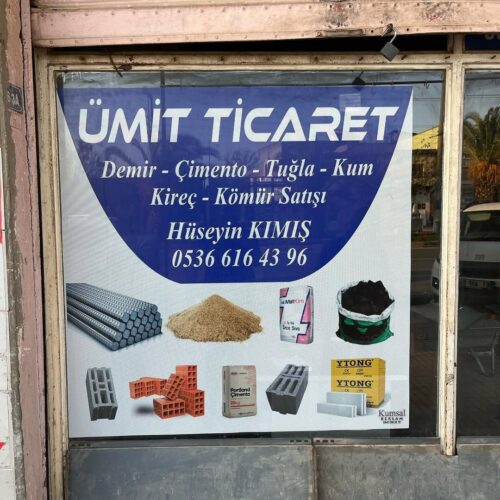 ÜMİT TİCARET
Demir - Çimento - Tuğla - Kum
Kireç - Kömür Satışı
Hüseyin KIMIŞ
0536 616 43 96
YTONG
YTONG
Portland
Çimento
Kumsal
REKLAM